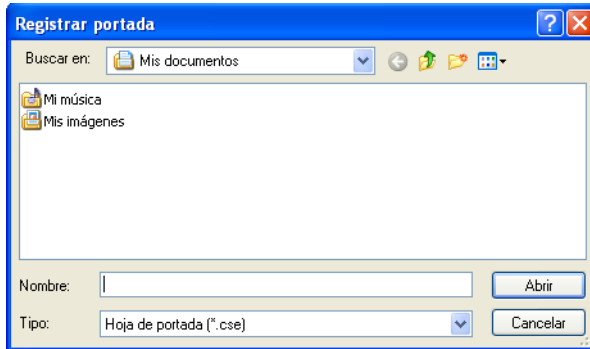 Registrar portada
Buscar en: Mis documentos
Mi música
Mis imágenes
Nombre:
Abrir
Tipo: Hoja de portada (*.cse)
Cancelar